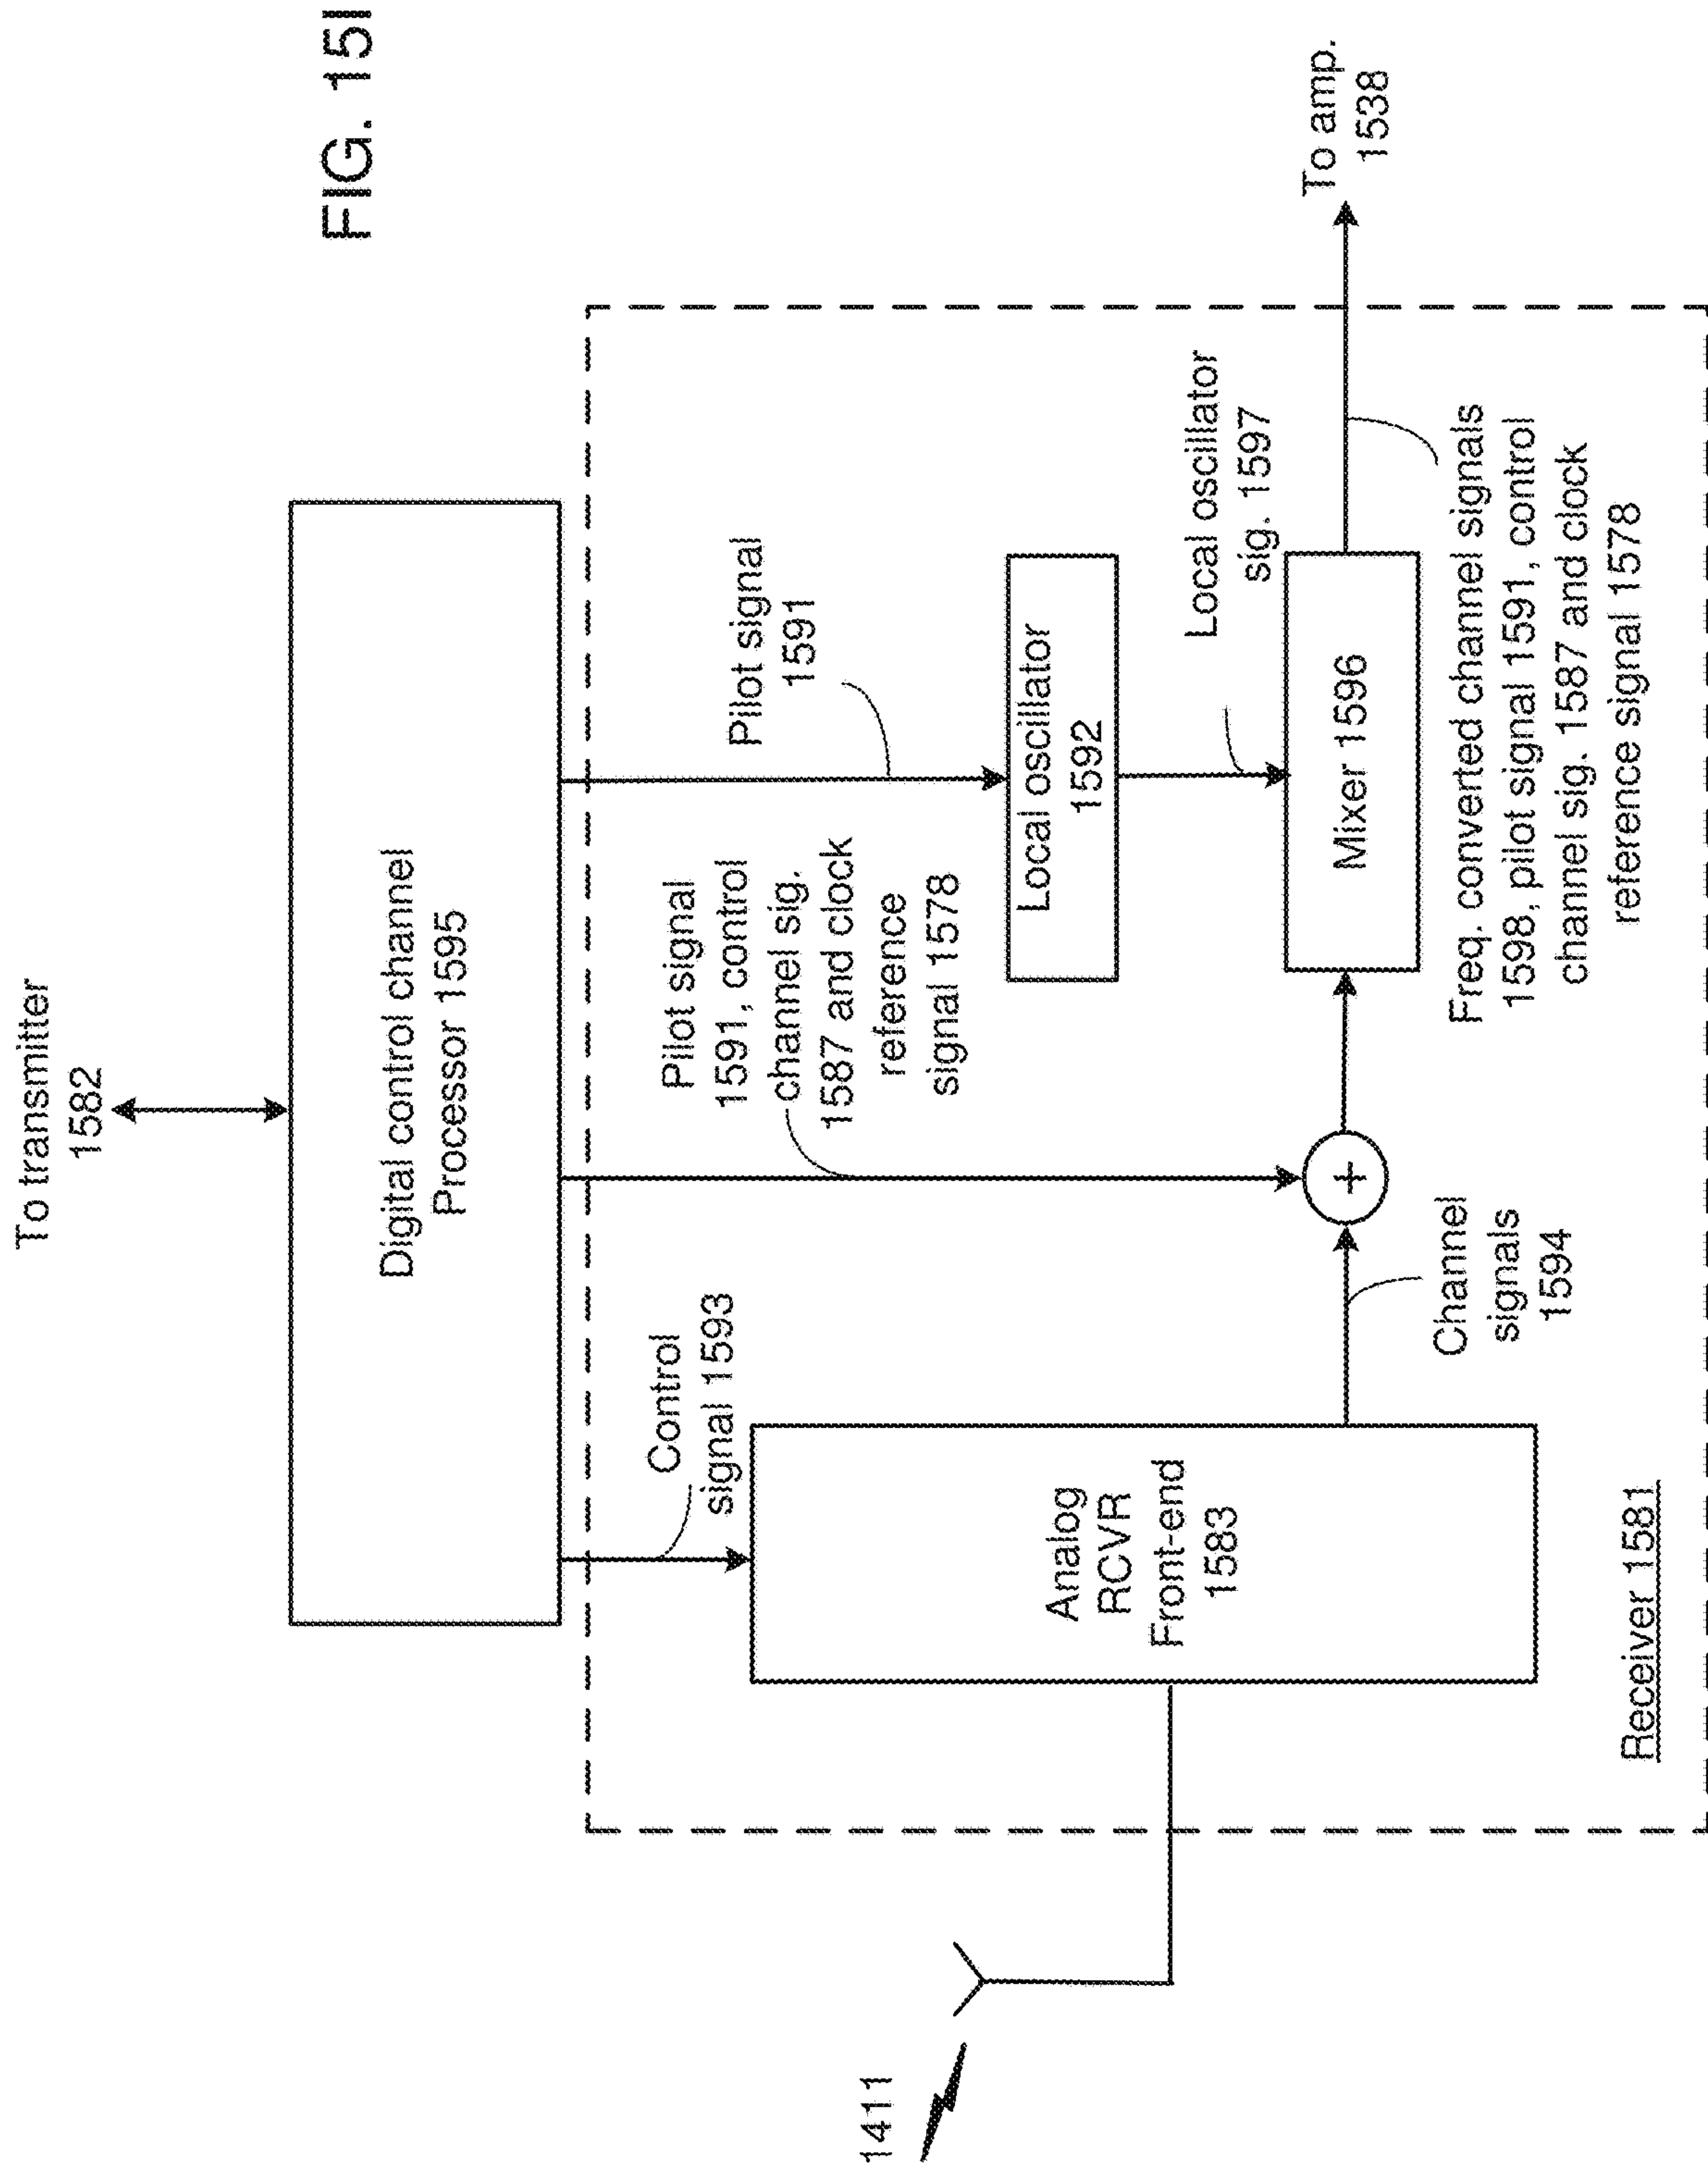 FIG. 15I
To transmitter
1582
Digital control channel
Processor 1595
Control
signal 1593
Pilot signal
1591, control
channel sig.
1587 and clock
reference
signal 1578
Pilot signal
1591
1411
Analog
RCVR
Front-end
1583
Local oscillator
1592
Local oscillator
sig. 1597
Channel
signals
1594
+
Mixer 1596
To amp.
1538
Freq. converted channel signals
1598, pilot signal 1591, control
channel sig. 1587 and clock
reference signal 1578
Receiver 1581